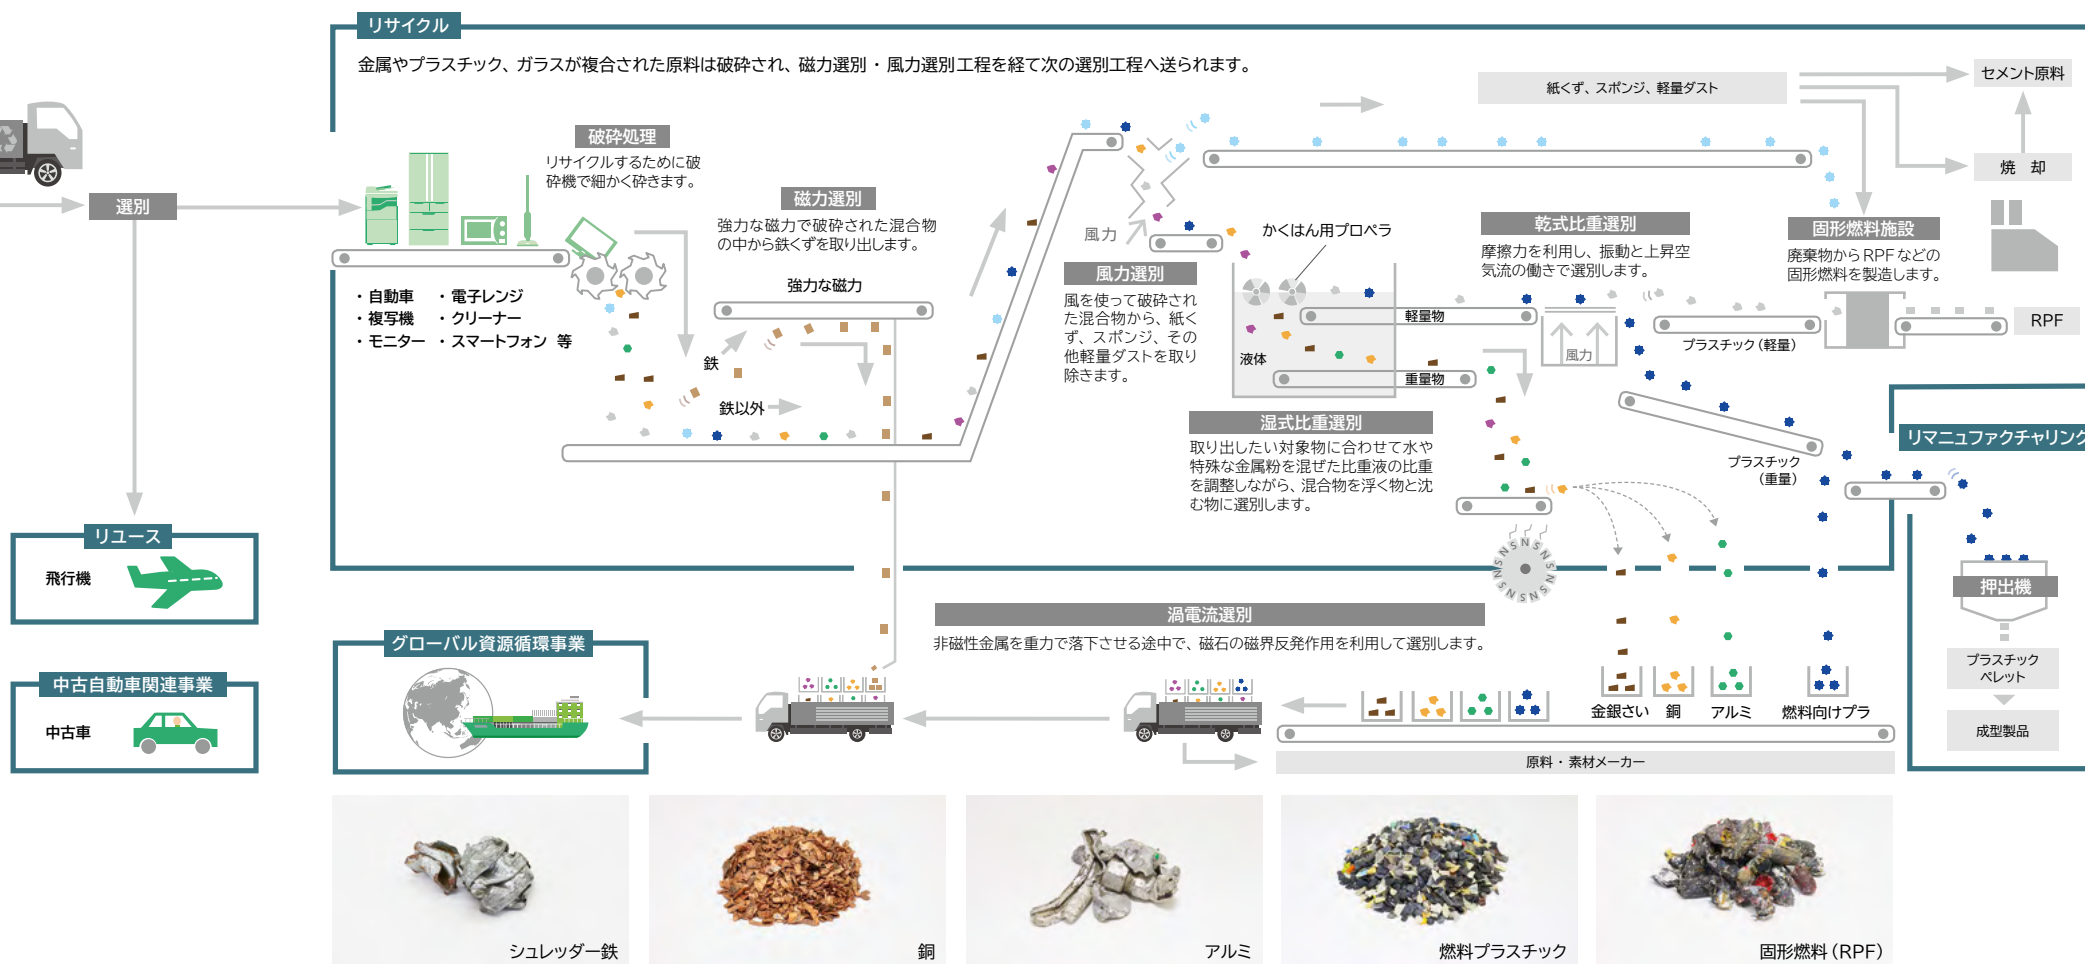 リサイクル
金属やプラスチック、ガラスが複合された原料は破砕され、磁力選別・風力選別工程を経て次の選別工程へ送られます。
選別
破砕処理
リサイクルするために破
砕機で細かく砕きます。
・自動車 ・電子レンジ
・複写機 ・クリーナー
・モニター ・スマートフォン 等
磁力選別
強力な磁力で破砕された混合物
の中から鉄くずを取り出します。
強力な磁力
鉄
鉄以外
風力
風力選別
風を使って破砕され
た混合物から、紙く
ず、スポンジ、その
他軽量ダストを取り
除きます。
紙くず、スポンジ、軽量ダスト
セメント原料
焼 却
かくはん用プロペラ
液体
軽量物
重量物
湿式比重選別
取り出したい対象物に合わせて水や
特殊な金属粉を混ぜた比重液の比重
を調整しながら、混合物を浮く物と沈
む物に選別します。
乾式比重選別
摩擦力を利用し、振動と上昇空
気流の働きで選別します。
風力
プラスチック（軽量）
プラスチック
（重量）
固形燃料施設
廃棄物からRPFなどの
固形燃料を製造します。
RPF
リマニュファクチャリング
押出機
プラスチック
ペレット
成型製品
リユース
飛行機
中古自動車関連事業
中古車
グローバル資源循環事業
渦電流選別
非磁性金属を重力で落下させる途中で、磁石の磁界反発作用を利用して選別します。
N S N S N S N S N S N S N S N S
金銀さい 銅 アルミ 燃料向けプラ
原料・素材メーカー
シュレッダー鉄
銅
アルミ
燃料プラスチック
固形燃料（RPF）